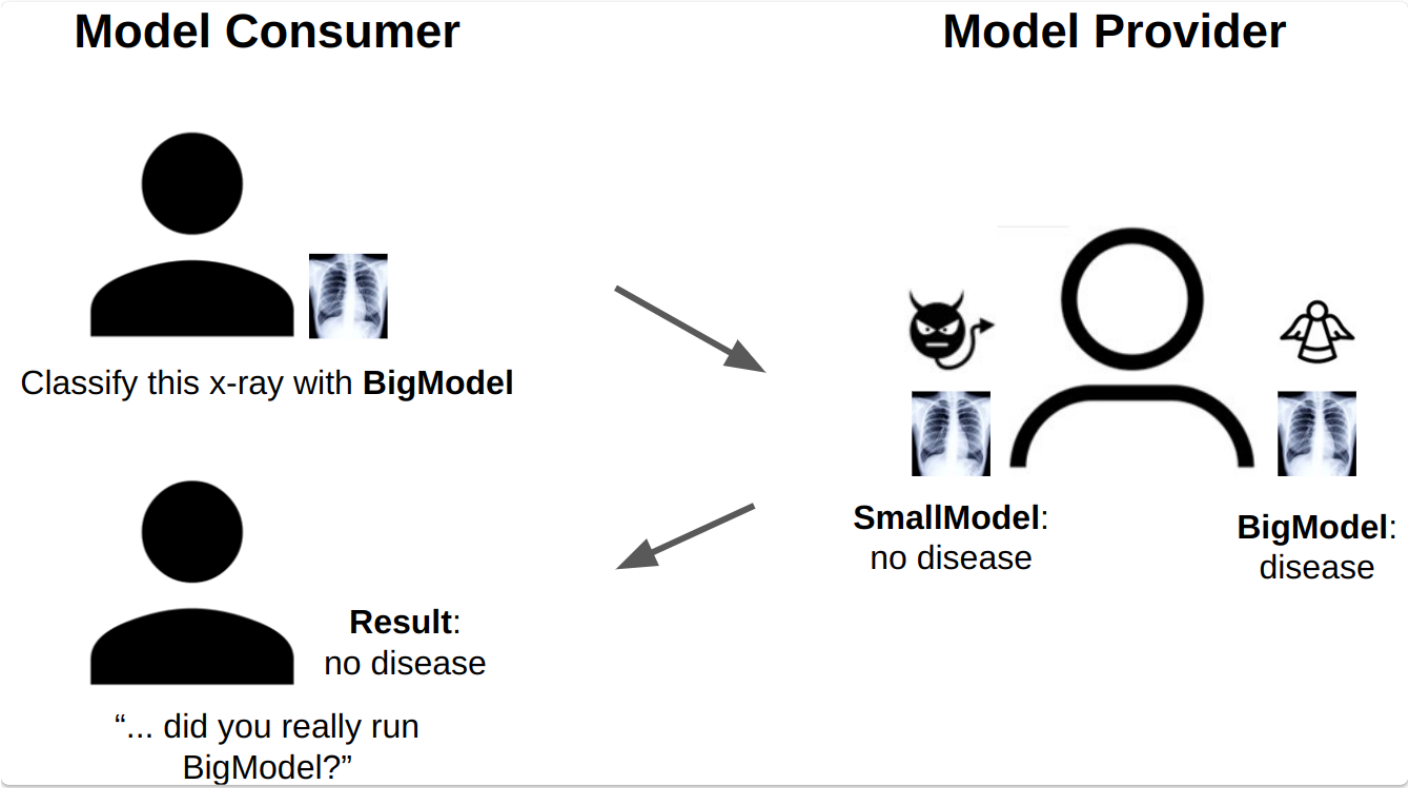 Model Consumer
Model Provider
Classify this x-ray with BigModel
SmallModel:
no disease
BigModel:
disease
Result:
no disease
“... did you really run
BigModel?”